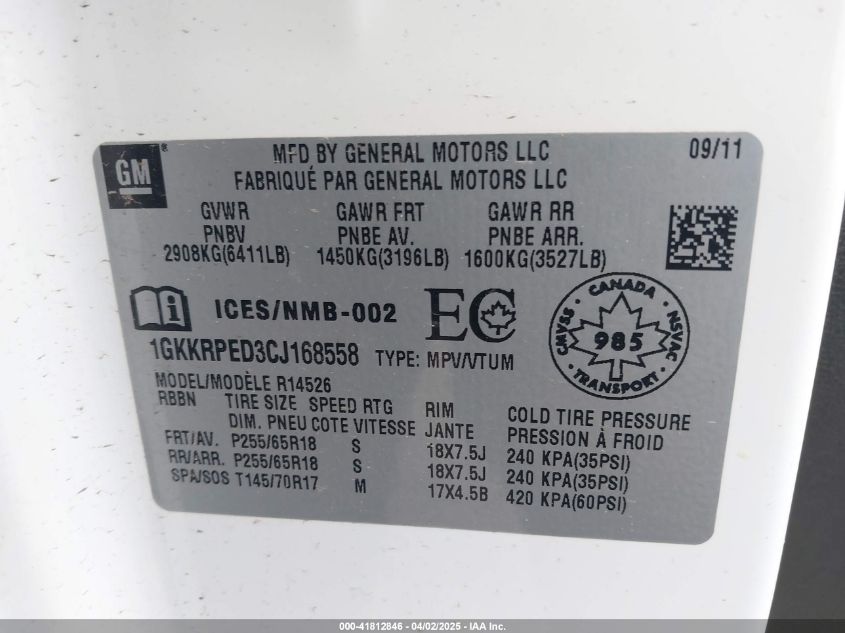 GM
MFD BY GENERAL MOTORS LLC 09/11
FABRIQUÉ PAR GENERAL MOTORS LLC
GVWR GAWR FRT GAWR RR
PNBV PNBE AV. PNBE ARR.
2908KG(6411LB) 1450KG(3196LB) 1600KG(3527LB)
i ICES/NMB-002 EC
CANADA
CMVSS 985 NSVAC
TRANSPORT
1GKKRPED3CJ168558 TYPE: MPV/VTUM
MODEL/MODÈLE R14526
RBBN TIRE SIZE SPEED RTG RIM COLD TIRE PRESSURE
DIM. PNEU COTE VITESSE JANTE PRESSION À FROID
FRT/AV. P255/65R18 S 18X7.5J 240 KPA(35PSI)
RR/ARR. P255/65R18 S 18X7.5J 240 KPA(35PSI)
SPA/SOS T145/70R17 M 17X4.5B 420 KPA(60PSI)
000-41812846 - 04/02/2025 - IAA Inc.